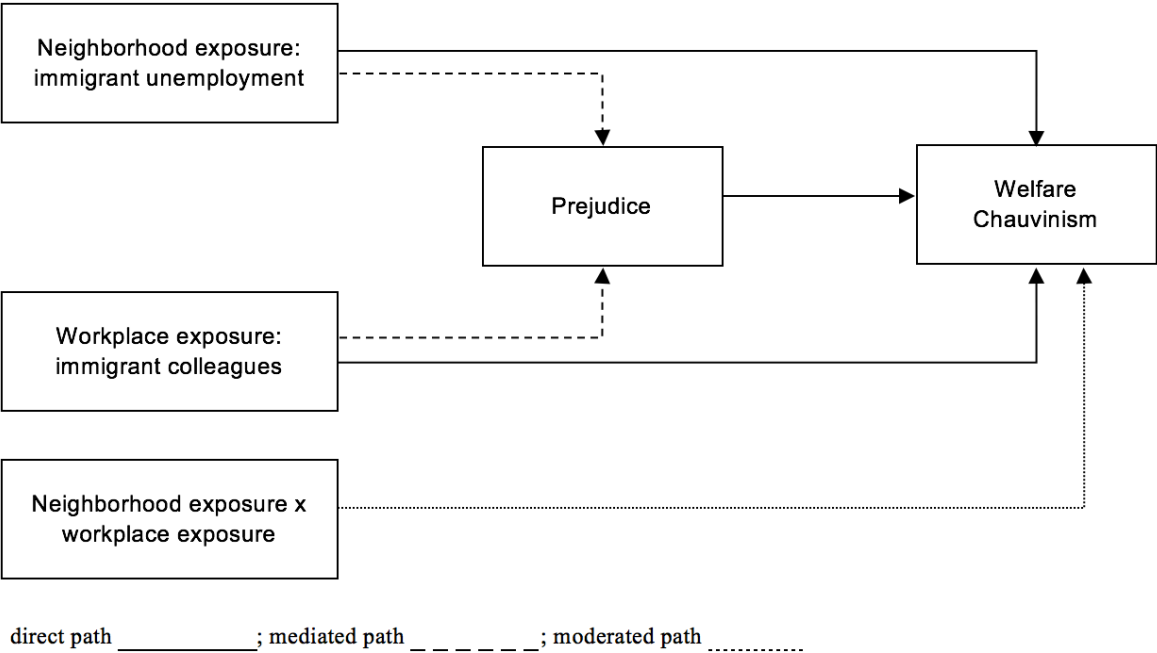 Neighborhood exposure:
immigrant unemployment
Prejudice
Welfare
Chauvinism
Workplace exposure:
immigrant colleagues
Neighborhood exposure x
workplace exposure
direct path ____________; mediated path _ _ _ _ _ _; moderated path ............